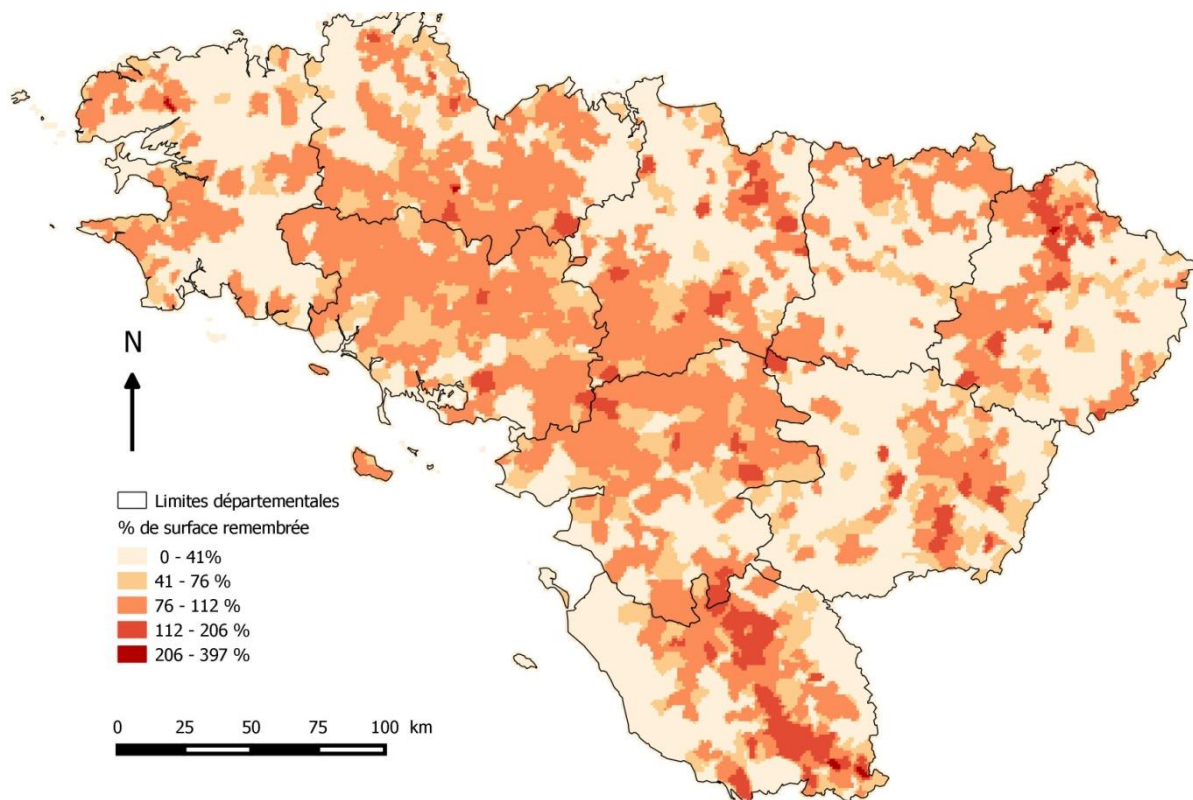 N
Limites départementales
% de surface remembrée
0 - 41%
41 - 76 %
76 - 112 %
112 - 206 %
206 - 397 %
0 25 50 75 100 km